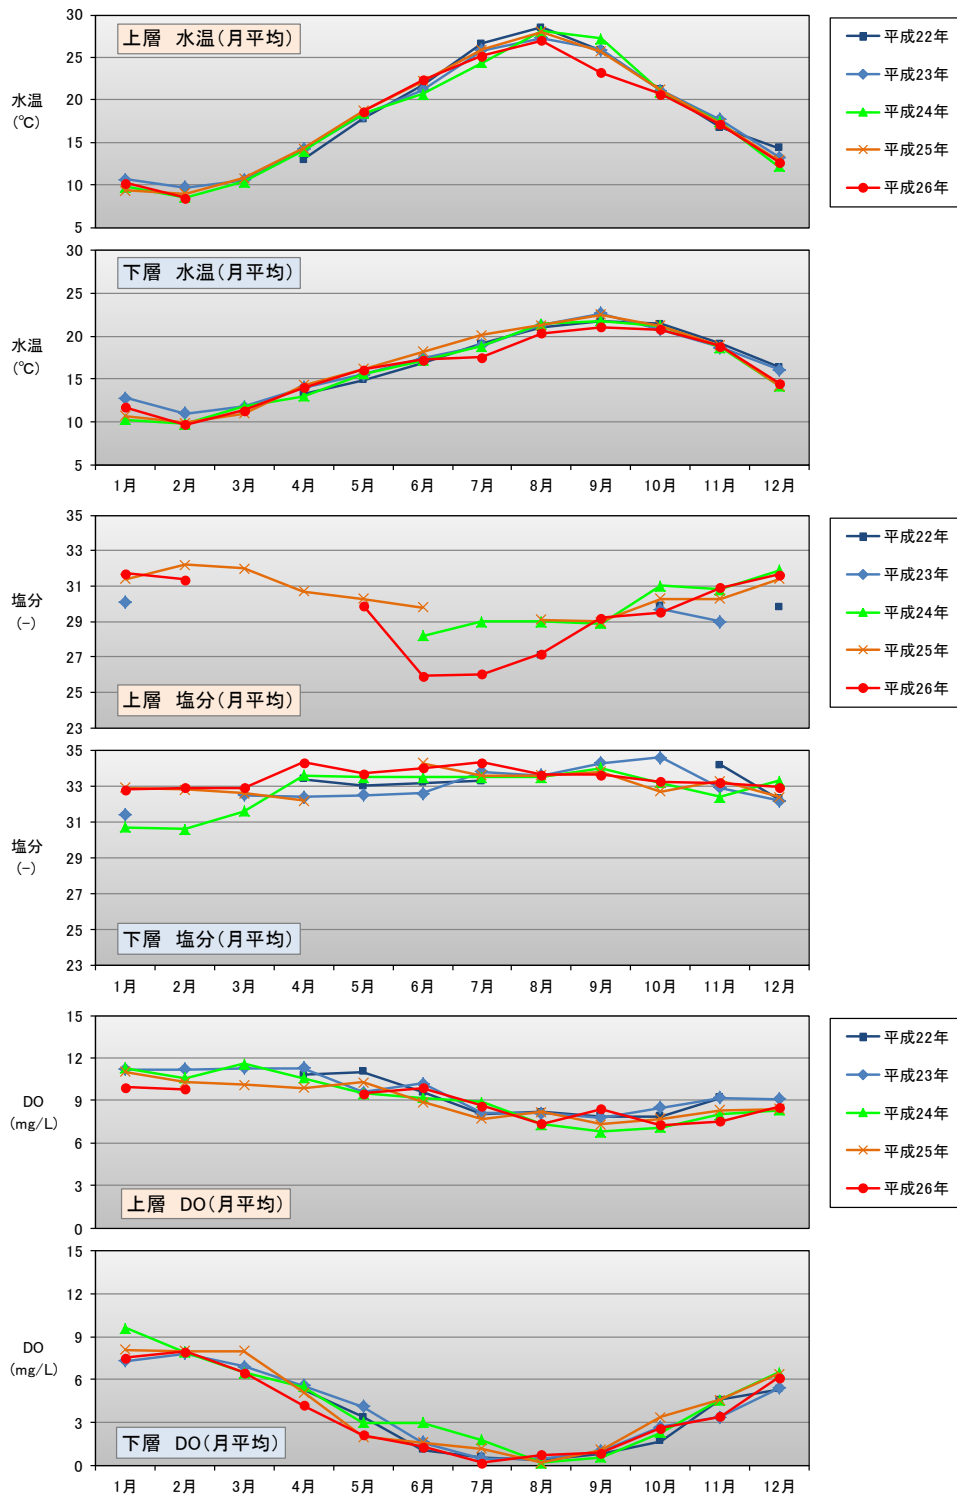 上層　水温（月平均）
水温
(℃)
30
25
20
15
10
5
平成22年
平成23年
平成24年
平成25年
平成26年
下層　水温（月平均）
水温
(℃)
30
25
20
15
10
5
1月 2月 3月 4月 5月 6月 7月 8月 9月 10月 11月 12月
上層　塩分（月平均）
塩分
(−)
35
33
31
29
27
25
23
平成22年
平成23年
平成24年
平成25年
平成26年
下層　塩分（月平均）
塩分
(−)
35
33
31
29
27
25
23
1月 2月 3月 4月 5月 6月 7月 8月 9月 10月 11月 12月
上層　DO（月平均）
DO
(mg/L)
15
12
9
6
3
0
平成22年
平成23年
平成24年
平成25年
平成26年
下層　DO（月平均）
DO
(mg/L)
15
12
9
6
3
0
1月 2月 3月 4月 5月 6月 7月 8月 9月 10月 11月 12月